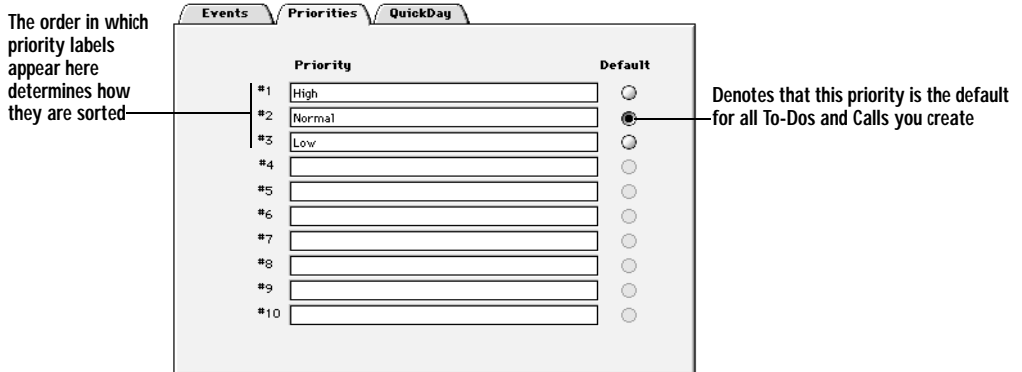 The order in which
priority labels
appear here
determines how
they are sorted
Events
Priorities
QuickDay
Priority
Default
#1 High
#2 Normal
#3 Low
#4
#5
#6
#7
#8
#9
#10
Denotes that this priority is the default
for all To-Dos and Calls you create